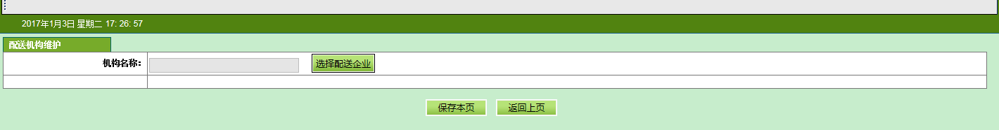 2017年1月3日 星期二 17: 26: 57
配送机构维护
机构名称： 选择配送企业
保存本页 返回上页